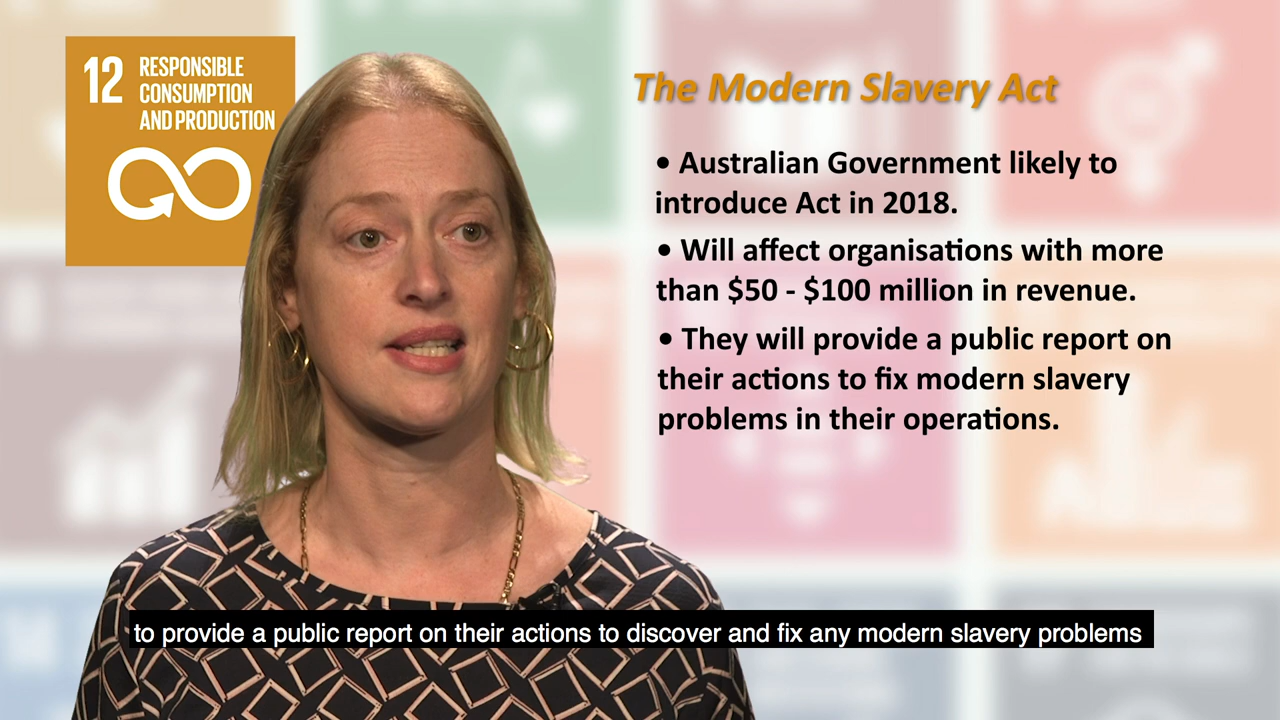 12 RESPONSIBLE
CONSUMPTION
AND PRODUCTION
The Modern Slavery Act
• Australian Government likely to
introduce Act in 2018.
• Will affect organisations with more
than $50 - $100 million in revenue.
• They will provide a public report on
their actions to fix modern slavery
problems in their operations.
to provide a public report on their actions to discover and fix any modern slavery problems